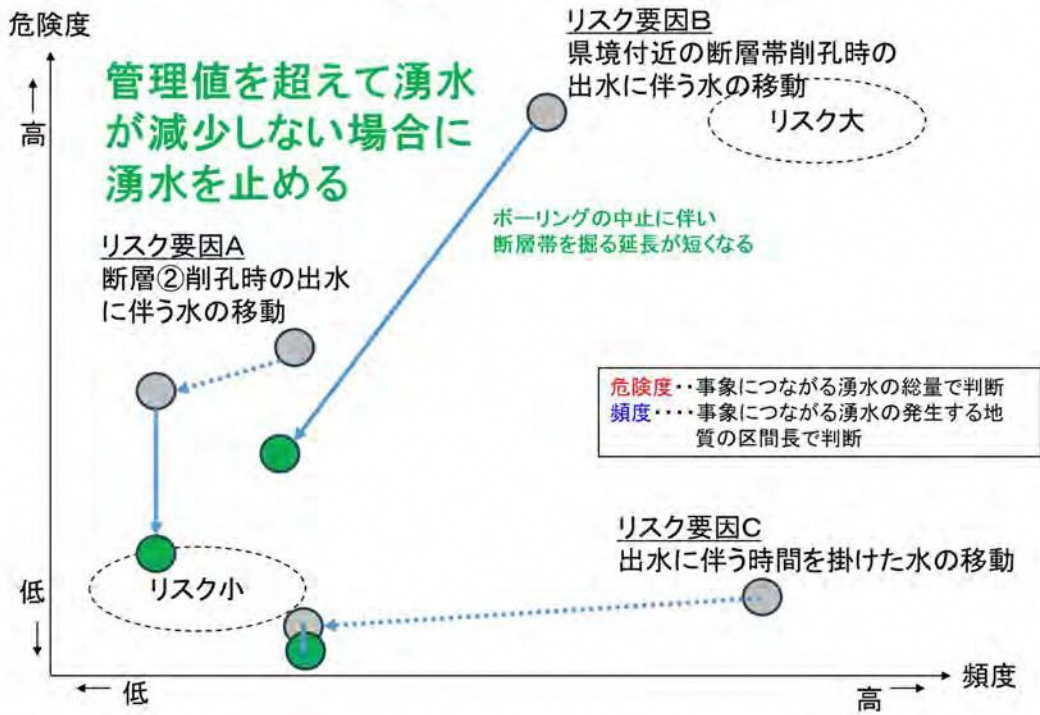 危険度
高
管理値を超えて湧水
が減少しない場合に
湧水を止める
リスク要因B
県境付近の断層帯削孔時の
出水に伴う水の移動
リスク大
ボーリングの中止に伴い
断層帯を掘る延長が短くなる
リスク要因A
断層②削孔時の出水
に伴う水の移動
危険度‥事象につながる湧水の総量で判断
頻度‥‥事象につながる湧水の発生する地
質の区間長で判断
リスク要因C
出水に伴う時間を掛けた水の移動
リスク小
低
低
高
頻度